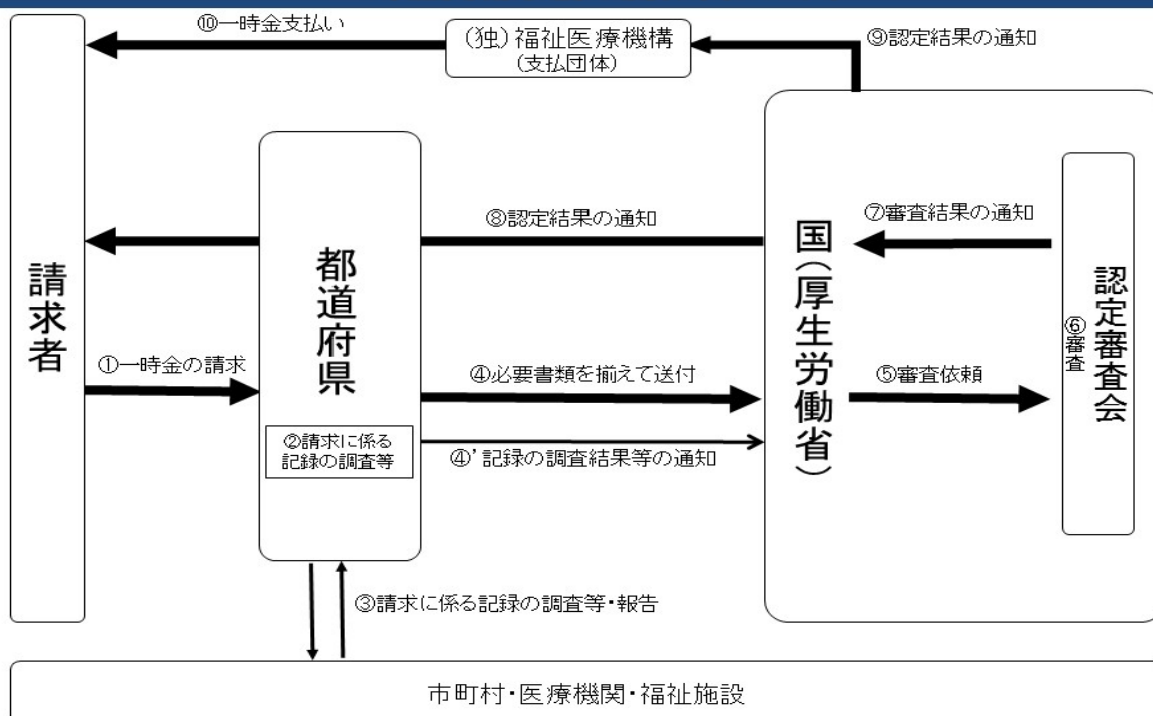 ⑩一時金支払い
(独)福祉医療機構
(支払団体)
⑨認定結果の通知
請求者
都道府県
⑧認定結果の通知
国(厚生労働省)
⑦審査結果の通知
認定審査会
⑥審査
①一時金の請求
④必要書類を揃えて送付
⑤審査依頼
②請求に係る
記録の調査等
④’記録の調査結果等の通知
③請求に係る記録の調査等・報告
市町村・医療機関・福祉施設